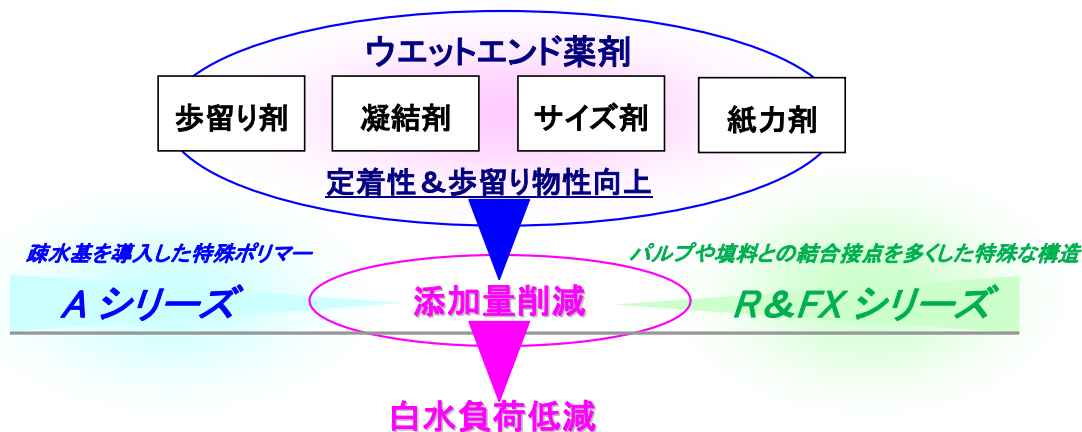 ウエットエンド薬剤
歩留り剤 凝結剤 サイズ剤 紙力剤
定着性＆歩留り物性向上
疎水基を導入した特殊ポリマー パルプや填料との結合接点を多くした特殊な構造
A シリーズ 添加量削減 R&FX シリーズ
白水負荷低減